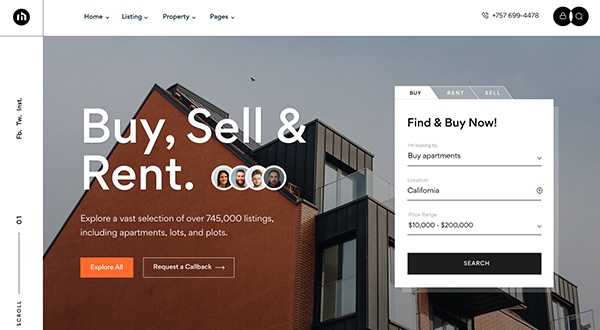 Home
Listing
Property
Pages
+757 699-4478
Fb. Tw. Inst.
01
SCROLL
Buy, Sell &
Rent.
Explore a vast selection of over 745,000 listings,
including apartments, lots, and plots.
Explore All
Request a Callback
BUY RENT SELL
Find & Buy Now!
I'm looking to..
Buy apartments
Location
California
Price Range
$10,000 - $200,000
SEARCH